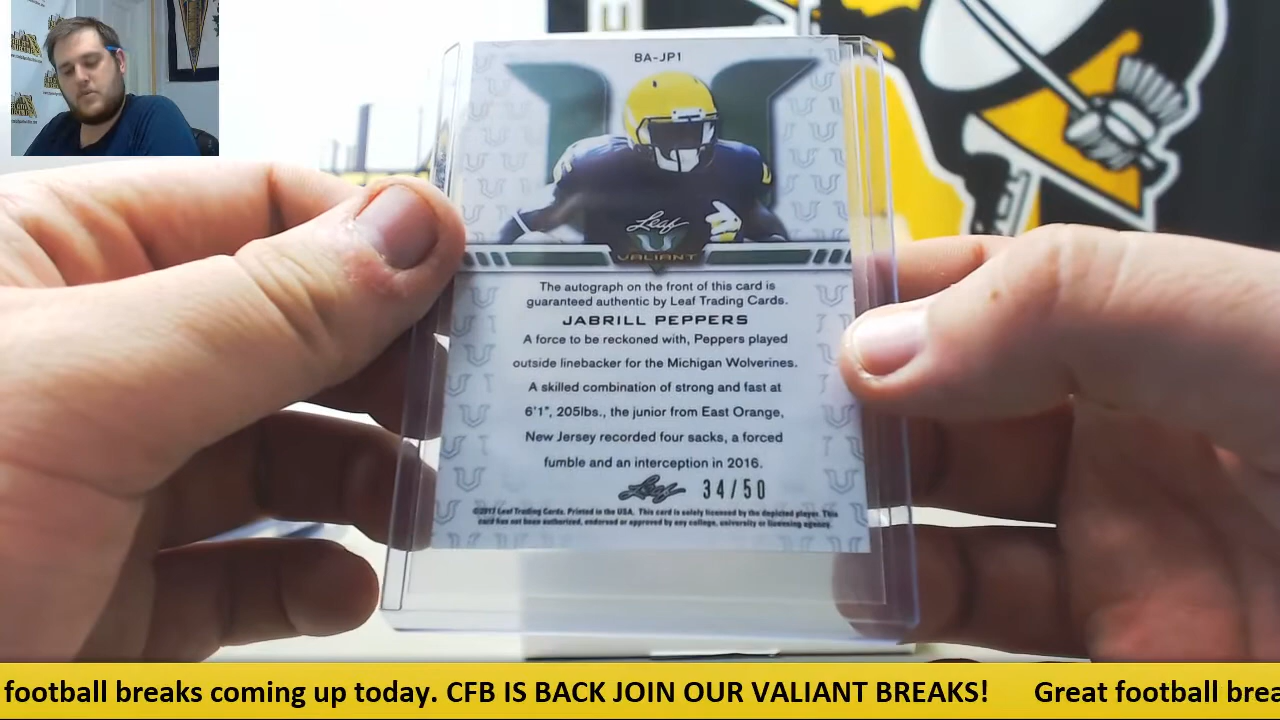 BA-JP1
Leaf
VALIANT
The autograph on the front of this card is
guaranteed authentic by Leaf Trading Cards.
JABRILL PEPPERS
A force to be reckoned with, Peppers played
outside linebacker for the Michigan Wolverines.
A skilled combination of strong and fast at
6'1", 205lbs., the junior from East Orange,
New Jersey recorded four sacks, a forced
fumble and an interception in 2016.
Leaf 34/50
©2017 Leaf Trading Cards. Printed in the USA. This card is solely licensed by the depicted player. This
card has not been authorized, endorsed or approved by any college, university or licensing agency.
football breaks coming up today. CFB IS BACK JOIN OUR VALIANT BREAKS! Great football brea